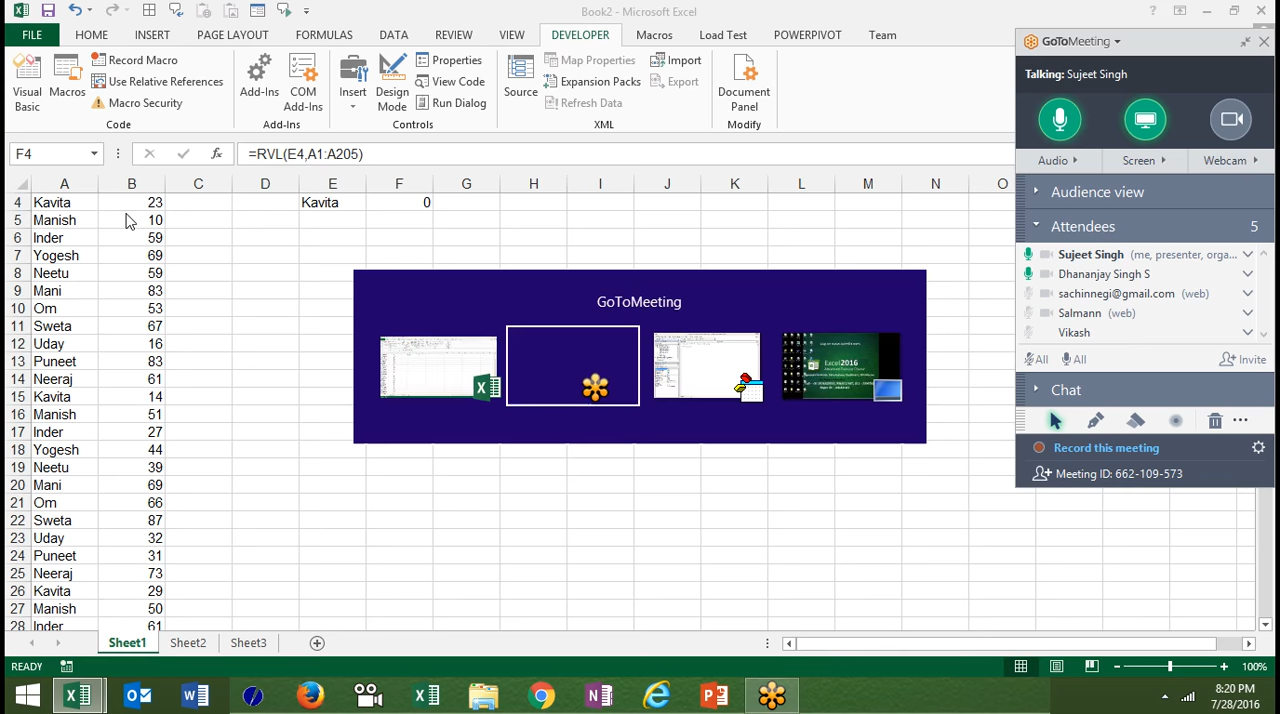 Book2 - Microsoft Excel
FILE HOME INSERT PAGE LAYOUT FORMULAS DATA REVIEW VIEW DEVELOPER Macros Load Test POWERPIVOT Team
Visual Basic
Macros
Record Macro
Use Relative References
Macro Security
Code
Add-Ins
COM Add-Ins
Add-Ins
Insert
Design Mode
Properties
View Code
Run Dialog
Controls
Source
Map Properties
Expansion Packs
Refresh Data
Import
Export
XML
Document Panel
Modify
F4 fx =RVL(E4,A1:A205)
A B C D E F G H I J K L M N O
4 Kavita 23 Kavita 0
5 Manish 10
6 Inder 59
7 Yogesh 69
8 Neetu 59
9 Mani 83
10 Om 53
11 Sweta 67
12 Uday 16
13 Puneet 83
14 Neeraj 61
15 Kavita 14
16 Manish 51
17 Inder 27
18 Yogesh 44
19 Neetu 39
20 Mani 69
21 Om 66
22 Sweta 87
23 Uday 32
24 Puneet 31
25 Neeraj 73
26 Kavita 29
27 Manish 50
28 Inder 61
GoToMeeting
Excel2016
GoToMeeting
Talking: Sujeet Singh
Audio Screen Webcam
Audience view
Attendees 5
Sujeet Singh (me, presenter, orga...
Dhananjay Singh S
sachinnegi@gmail.com (web)
Salmann (web)
Vikash
All All Invite
Chat
Record this meeting
Meeting ID: 662-109-573
Sheet1 Sheet2 Sheet3
READY 100%
8:20 PM
7/28/2016